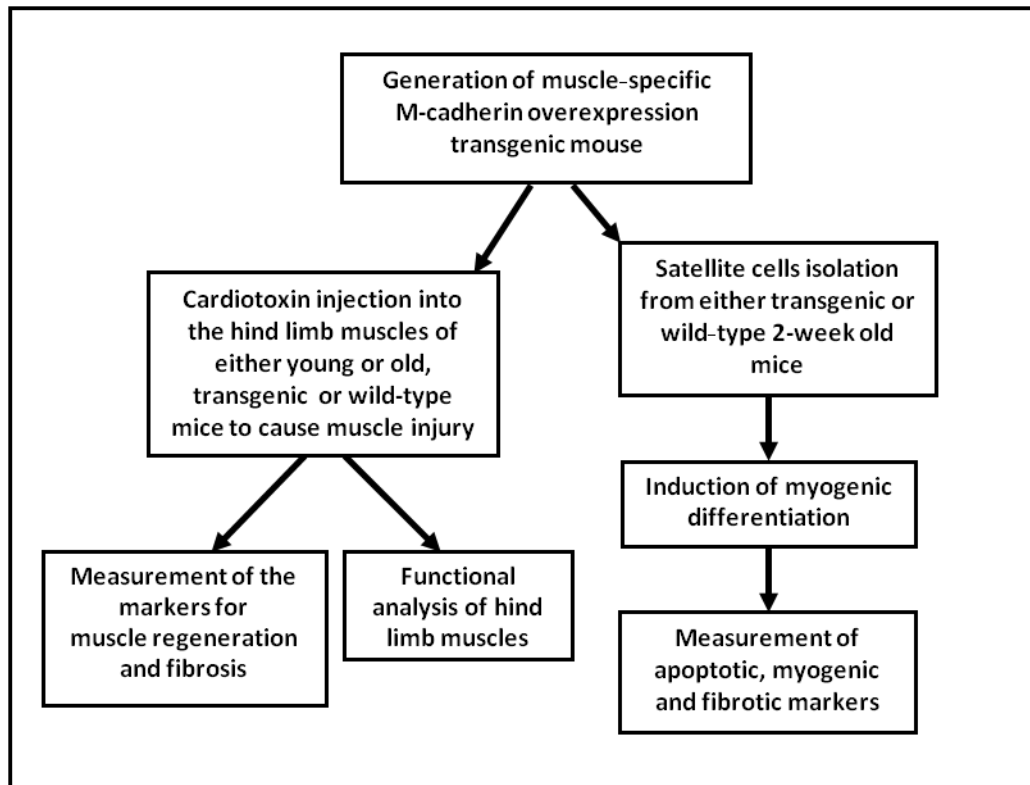 Generation of muscle-specific
M-cadherin overexpression
transgenic mouse
Cardiotoxin injection into
the hind limb muscles of
either young or old,
transgenic or wild-type
mice to cause muscle injury
Satellite cells isolation
from either transgenic or
wild-type 2-week old
mice
Induction of myogenic
differentiation
Measurement of the
markers for
muscle regeneration
and fibrosis
Functional
analysis of hind
limb muscles
Measurement of
apoptotic, myogenic
and fibrotic markers